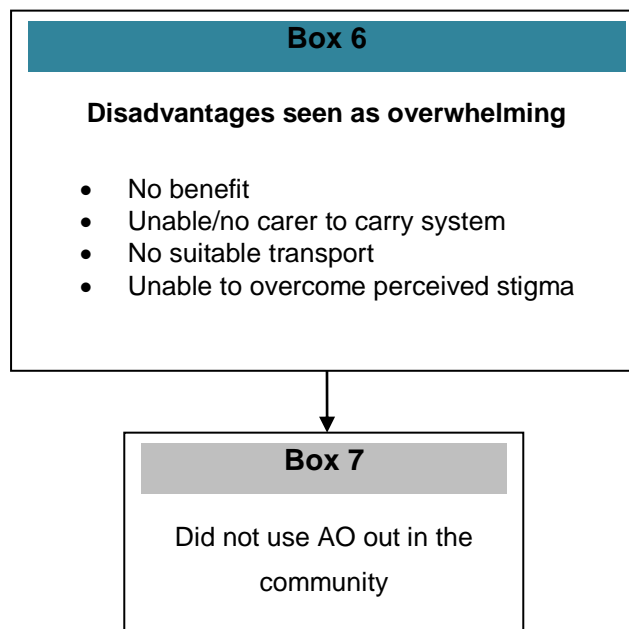 Box 6
Disadvantages seen as overwhelming
• No benefit
• Unable/no carer to carry system
• No suitable transport
• Unable to overcome perceived stigma
Box 7
Did not use AO out in the
community